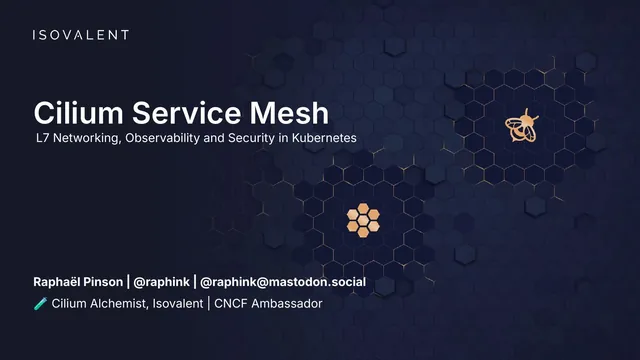 ISOVALENT
Cilium Service Mesh
L7 Networking, Observability and Security in Kubernetes
Raphaël Pinson | @raphink | @raphink@mastodon.social
🧪 Cilium Alchemist, Isovalent | CNCF Ambassador